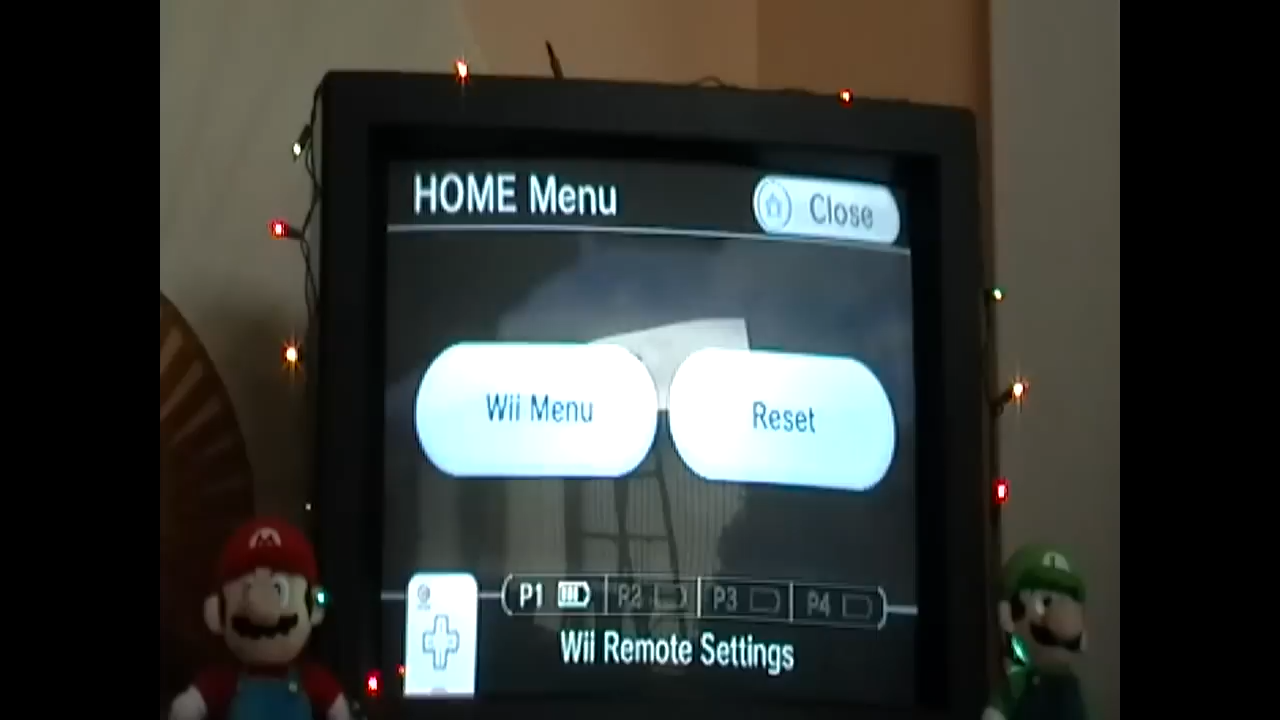 HOME Menu
Close
Wii Menu
Reset
P1 P2 P3 P4
Wii Remote Settings
M
L